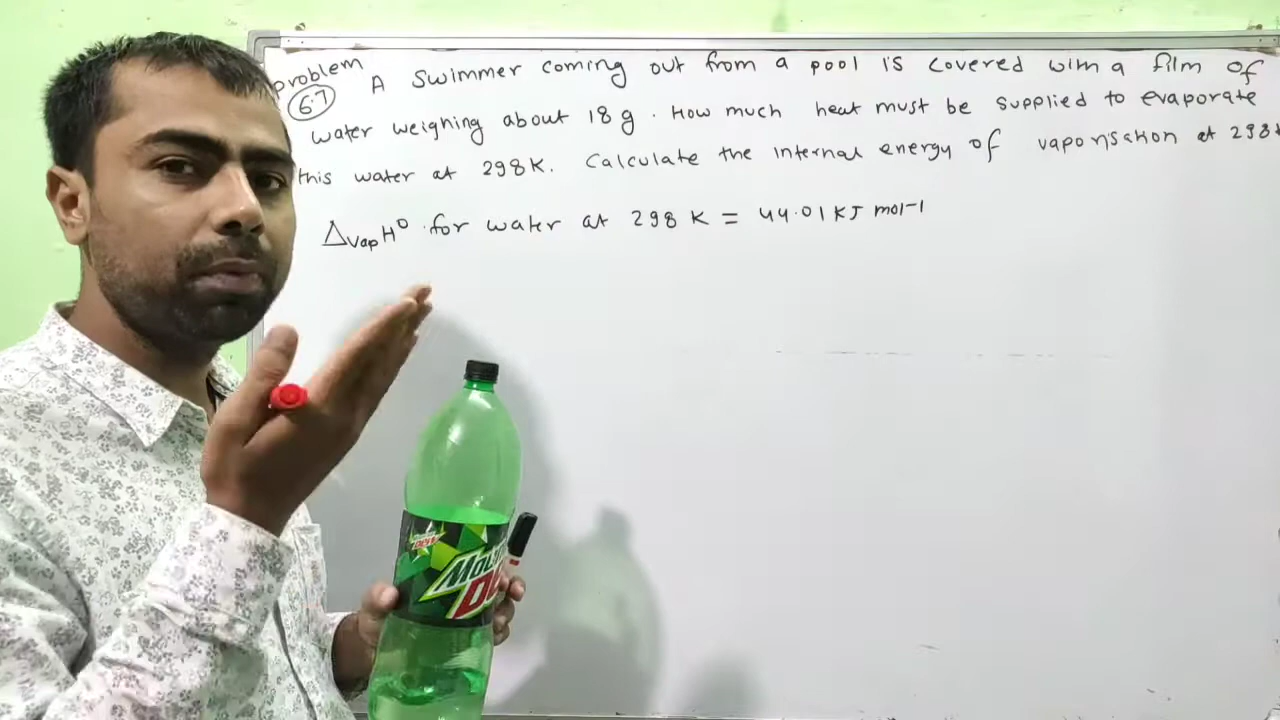 problem
6.7
A swimmer coming out from a pool is covered with a film of
water weighing about 18 g. How much heat must be supplied to evaporate
this water at 298 K. Calculate the internal energy of vaporisation at 298K
ΔvapH⁰ for water at 298 K = 44.01 KJ mol-1
Mountain
DEW